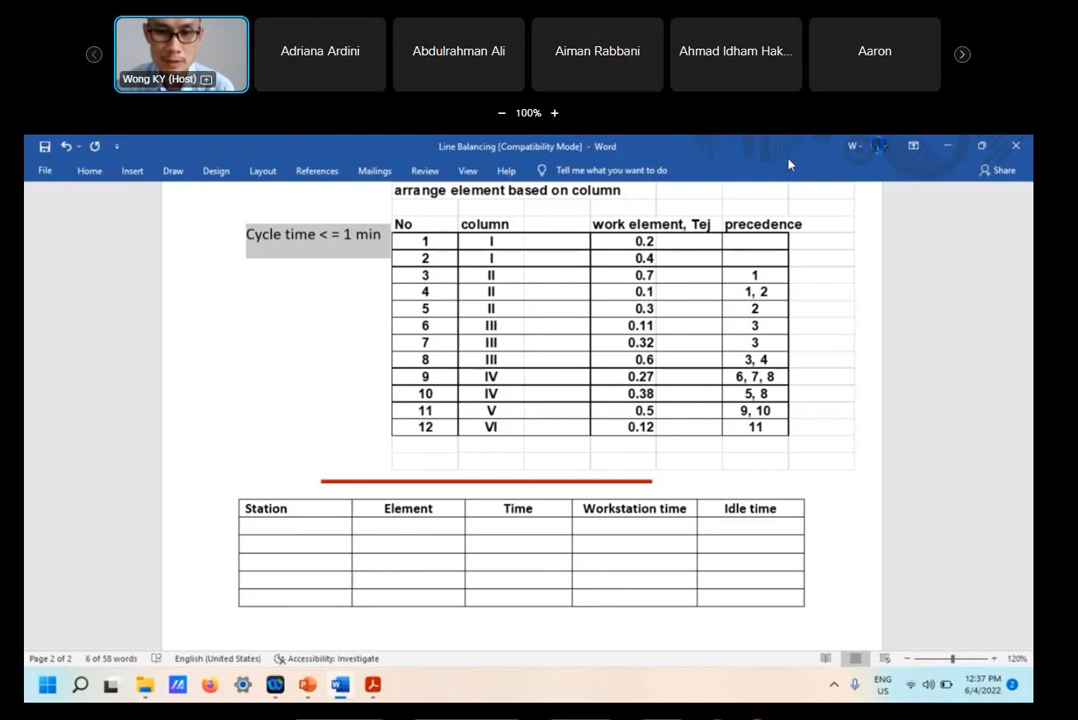 Wong KY (Host)
Adriana Ardini
Abdulrahman Ali
Aiman Rabbani
Ahmad Idham Hak...
Aaron
− 100% +
Line Balancing [Compatibility Mode] - Word
W -
File Home Insert Draw Design Layout References Mailings Review View Help Tell me what you want to do Share
arrange element based on column
No column work element, Tej precedence
Cycle time < = 1 min
1 I 0.2
2 I 0.4
3 II 0.7 1
4 II 0.1 1, 2
5 II 0.3 2
6 III 0.11 3
7 III 0.32 3
8 III 0.6 3, 4
9 IV 0.27 6, 7, 8
10 IV 0.38 5, 8
11 V 0.5 9, 10
12 VI 0.12 11
Station Element Time Workstation time Idle time
Page 2 of 2 6 of 58 words English (United States) Accessibility: Investigate 120%
ENG
US
12:37 PM
6/4/2022
2